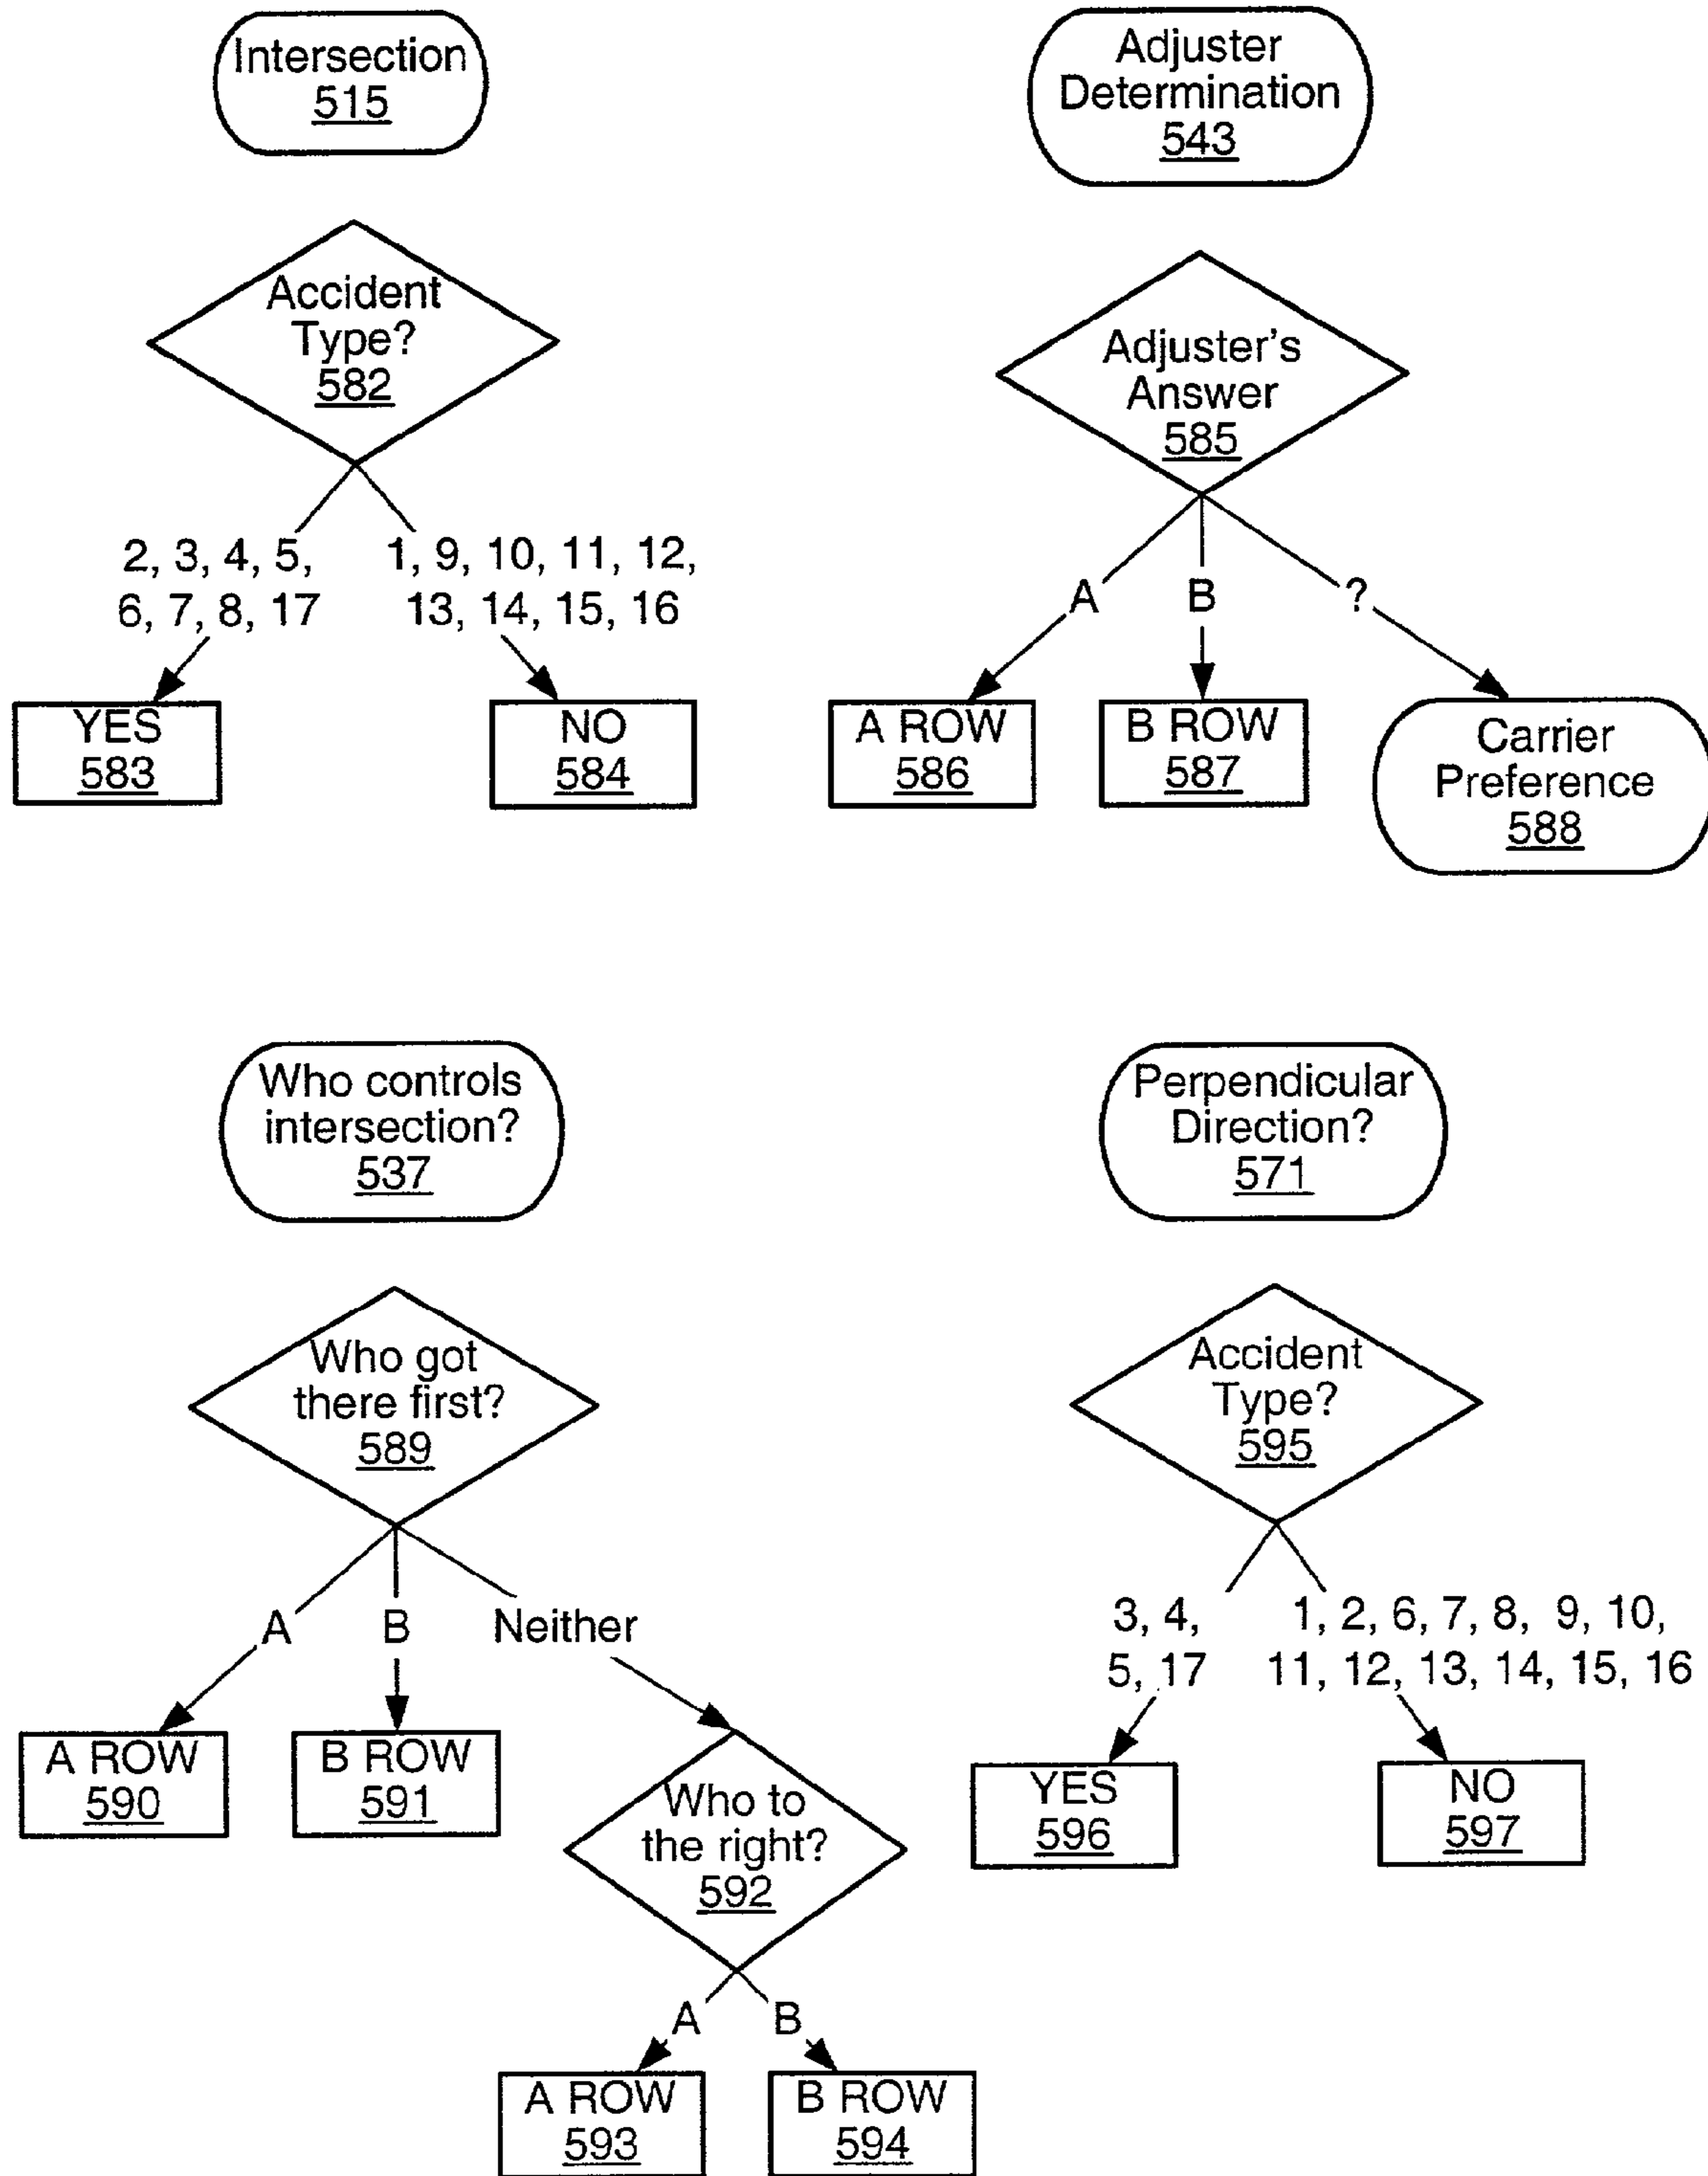 Intersection
515
Accident
Type?
582
2, 3, 4, 5,
6, 7, 8, 17
1, 9, 10, 11, 12,
13, 14, 15, 16
YES
583
NO
584
Adjuster
Determination
543
Adjuster's
Answer
585
A
B
?
A ROW
586
B ROW
587
Carrier
Preference
588
Who controls
intersection?
537
Who got
there first?
589
A
B
Neither
A ROW
590
B ROW
591
Who to
the right?
592
A
B
A ROW
593
B ROW
594
Perpendicular
Direction?
571
Accident
Type?
595
3, 4,
5, 17
1, 2, 6, 7, 8, 9, 10,
11, 12, 13, 14, 15, 16
YES
596
NO
597